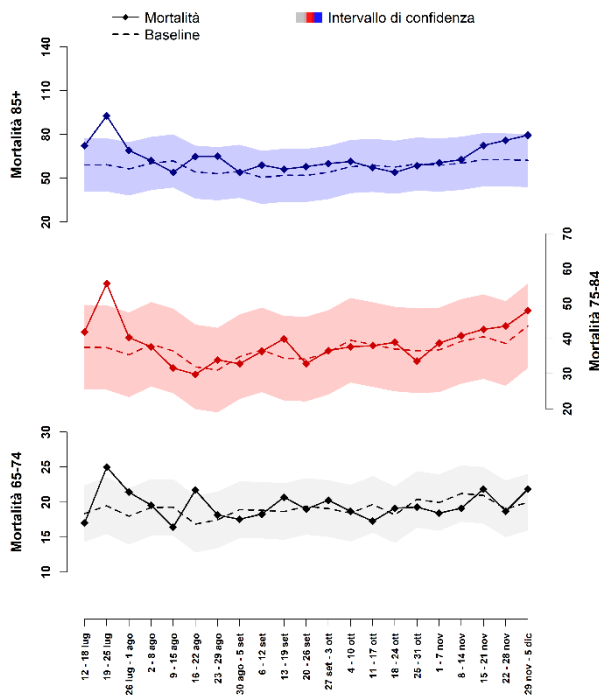 Mortalità
Baseline
Intervallo di confidenza
Mortalità 85+
140
110
80
50
20
Mortalità 75-84
70
60
50
40
30
20
Mortalità 65-74
30
25
20
15
10
12 - 18 lug
19 - 25 lug
26 lug - 1 ago
2 - 8 ago
9 - 15 ago
16 - 22 ago
23 - 29 ago
30 ago - 5 set
6 - 12 set
13 - 19 set
20 - 26 set
27 set - 3 ott
4 - 10 ott
11 - 17 ott
18 - 24 ott
25 - 31 ott
1 - 7 nov
8 - 14 nov
15 - 21 nov
22 - 28 nov
29 nov - 5 dic